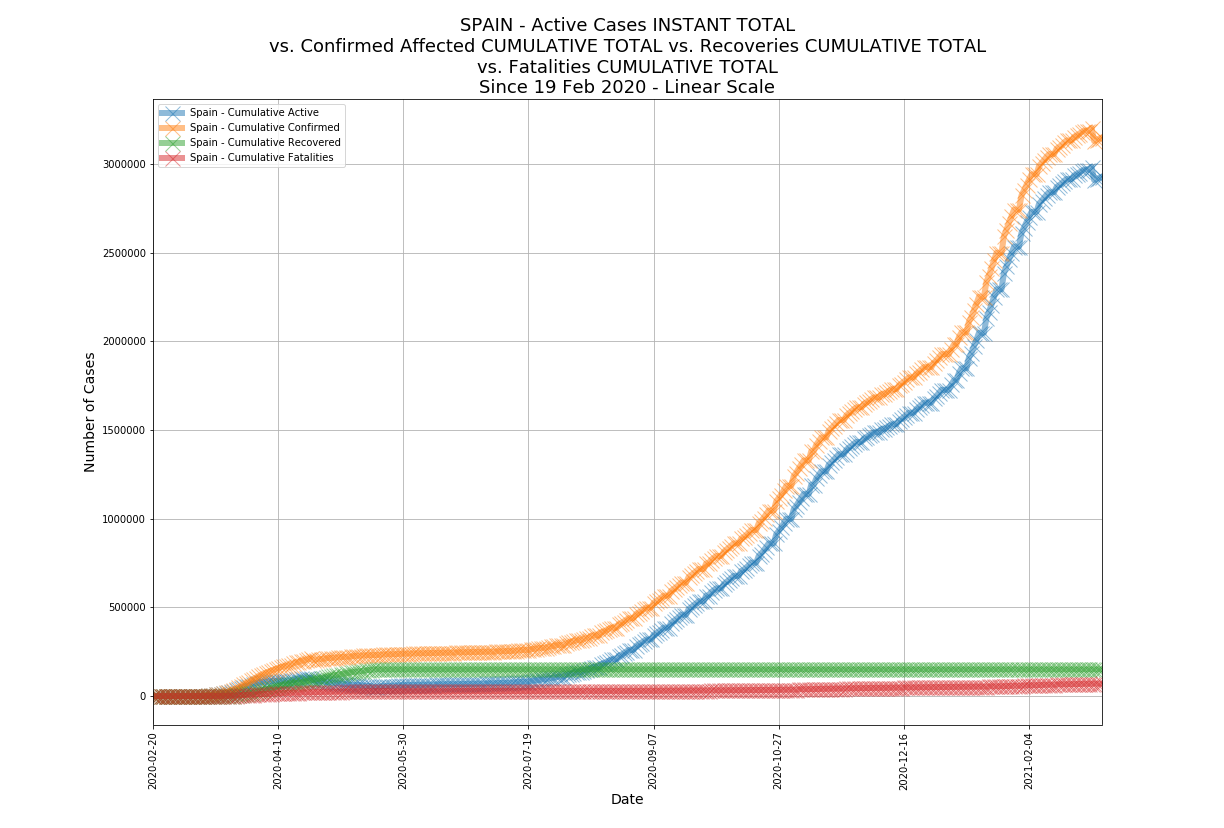 SPAIN - Active Cases INSTANT TOTAL
vs. Confirmed Affected CUMULATIVE TOTAL vs. Recoveries CUMULATIVE TOTAL
vs. Fatalities CUMULATIVE TOTAL
Since 19 Feb 2020 - Linear Scale
Spain - Cumulative Active
Spain - Cumulative Confirmed
Spain - Cumulative Recovered
Spain - Cumulative Fatalities
Number of Cases
3000000
2500000
2000000
1500000
1000000
500000
0
2020-02-20
2020-04-10
2020-05-30
2020-07-19
2020-09-07
2020-10-27
2020-12-16
2021-02-04
Date